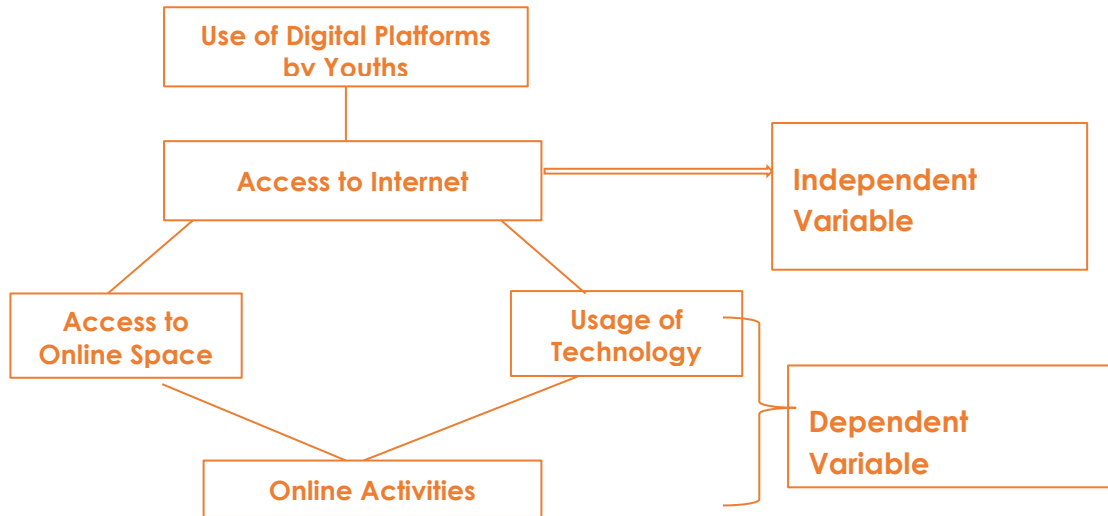 Use of Digital Platforms
by Youths
Access to Internet
Independent
Variable
Access to
Online Space
Usage of
Technology
Dependent
Variable
Online Activities